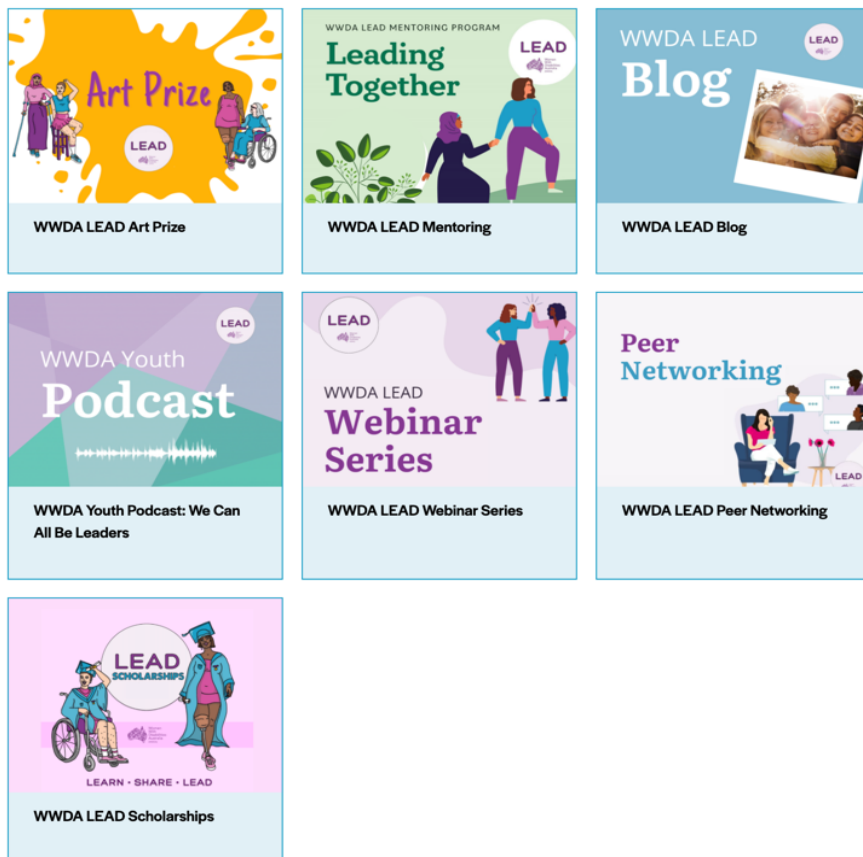 Art Prize
LEAD
WWDA LEAD Art Prize
WWDA LEAD MENTORING PROGRAM
Leading
Together
LEAD
WWDA LEAD Mentoring
WWDA LEAD
Blog
LEAD
WWDA LEAD Blog
LEAD
WWDA Youth
Podcast
WWDA Youth Podcast: We Can
All Be Leaders
LEAD
WWDA LEAD
Webinar
Series
WWDA LEAD Webinar Series
Peer
Networking
LEAD
WWDA LEAD Peer Networking
LEAD
SCHOLARSHIPS
LEARN · SHARE · LEAD
WWDA LEAD Scholarships